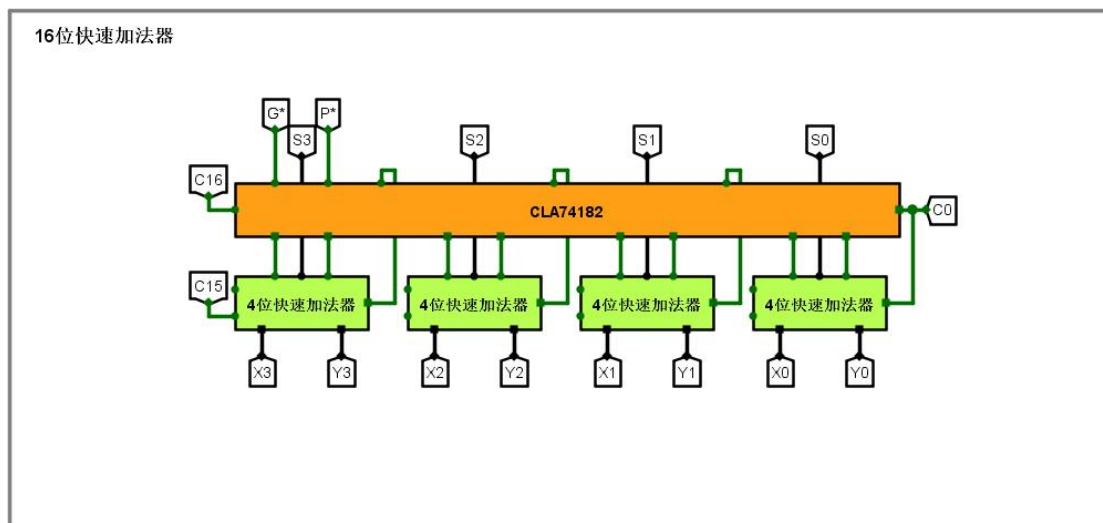 16位快速加法器
G* P*
S3 S2 S1 S0
C16
CLA74182
C0
C15
4位快速加法器 4位快速加法器 4位快速加法器 4位快速加法器
X3 Y3 X2 Y2 X1 Y1 X0 Y0